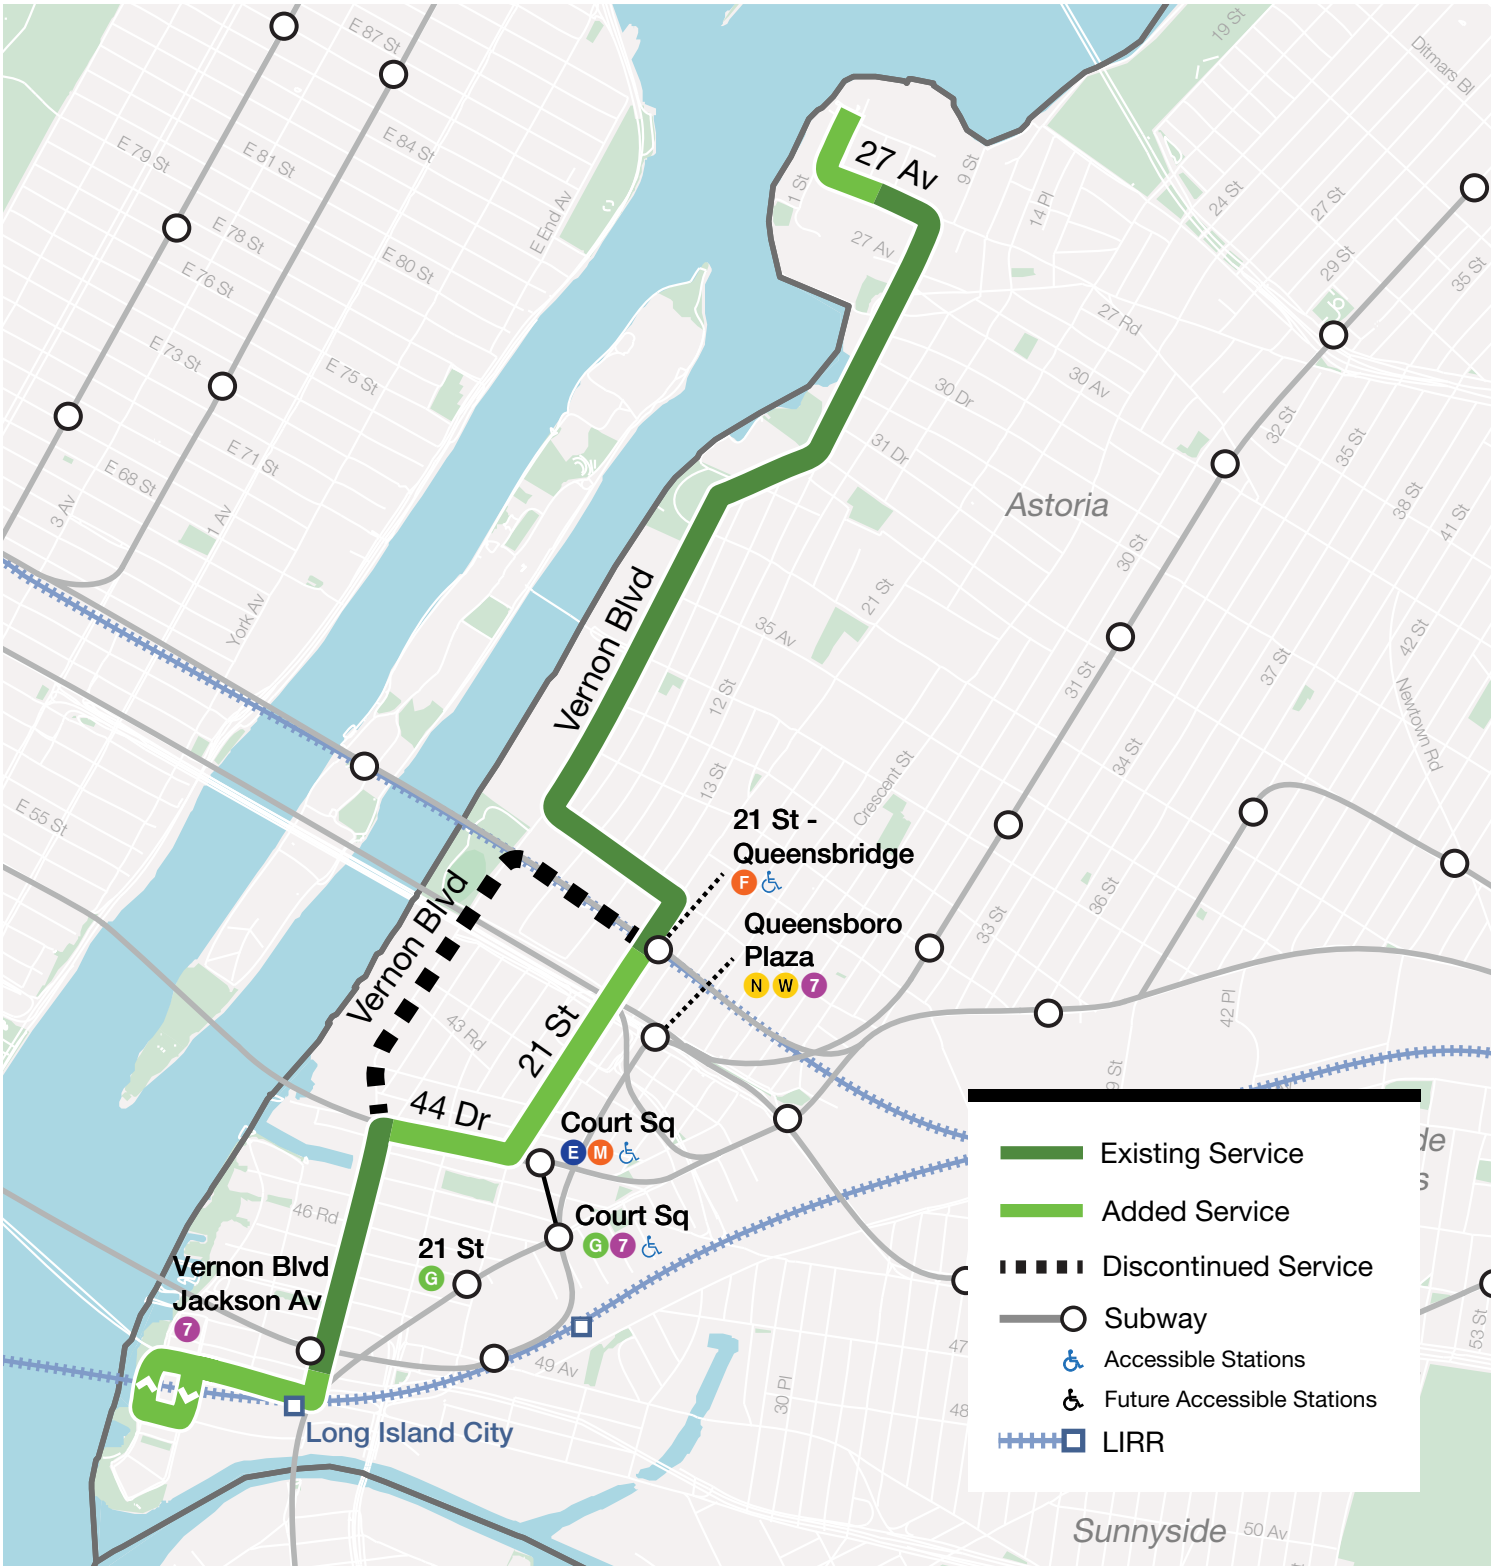 E 87 St
19 St
Ditmars Bl
E 84 St
E 79 St
E 81 St
27 Av
9 St
1 St
14 Pl
24 St
27 St
E End Av
E 78 St
27 Av
29 St
35 St
E 80 St
E 76 St
27 Rd
E 73 St
E 75 St
30 Dr
30 Av
32 St
35 St
31 Dr
E 71 St
E 68 St
3 Av
1 Av
Astoria
38 St
41 St
30 St
Vernon Blvd
21 St
York Av
35 Av
42 St
31 St
37 St
12 St
Newtown Rd
34 St
13 St
Crescent St
E 55 St
21 St -
Queensbridge
F
Vernon Blvd
36 St
33 St
Queensboro
Plaza
N W 7
42 Pl
43 Rd
21 St
9 St
44 Dr
Court Sq
E M
de
s
46 Rd
Court Sq
G 7
21 St
G
Vernon Blvd
Jackson Av
7
49 Av
47
30 Pl
48
53 St
Long Island City
Existing Service
Added Service
Discontinued Service
Subway
Accessible Stations
Future Accessible Stations
LIRR
Sunnyside
50 Av